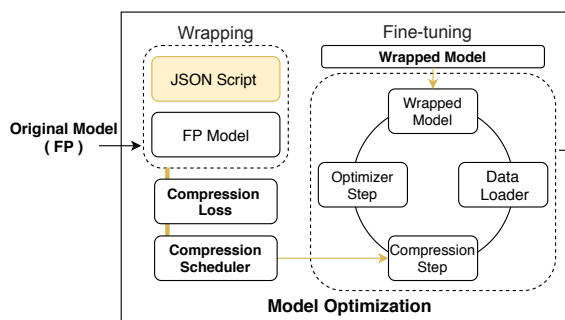 Wrapping
Fine-tuning
JSON Script
FP Model
Original Model
( FP )
Compression
Loss
Compression
Scheduler
Wrapped Model
Wrapped
Model
Optimizer
Step
Data
Loader
Compression
Step
Model Optimization